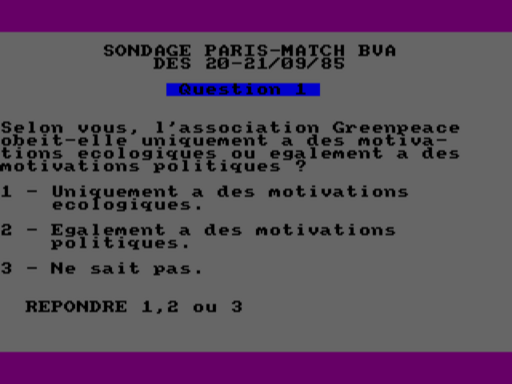 SONDAGE PARIS-MATCH BVA
DES 20-21/09/85
Question 1
Selon vous, l'association Greenpeace
obeit-elle uniquement a des motiva-
tions ecologiques ou egalement a des
motivations politiques ?
1 - Uniquement a des motivations
ecologiques.
2 - Egalement a des motivations
politiques.
3 - Ne sait pas.
REPONDRE 1,2 ou 3